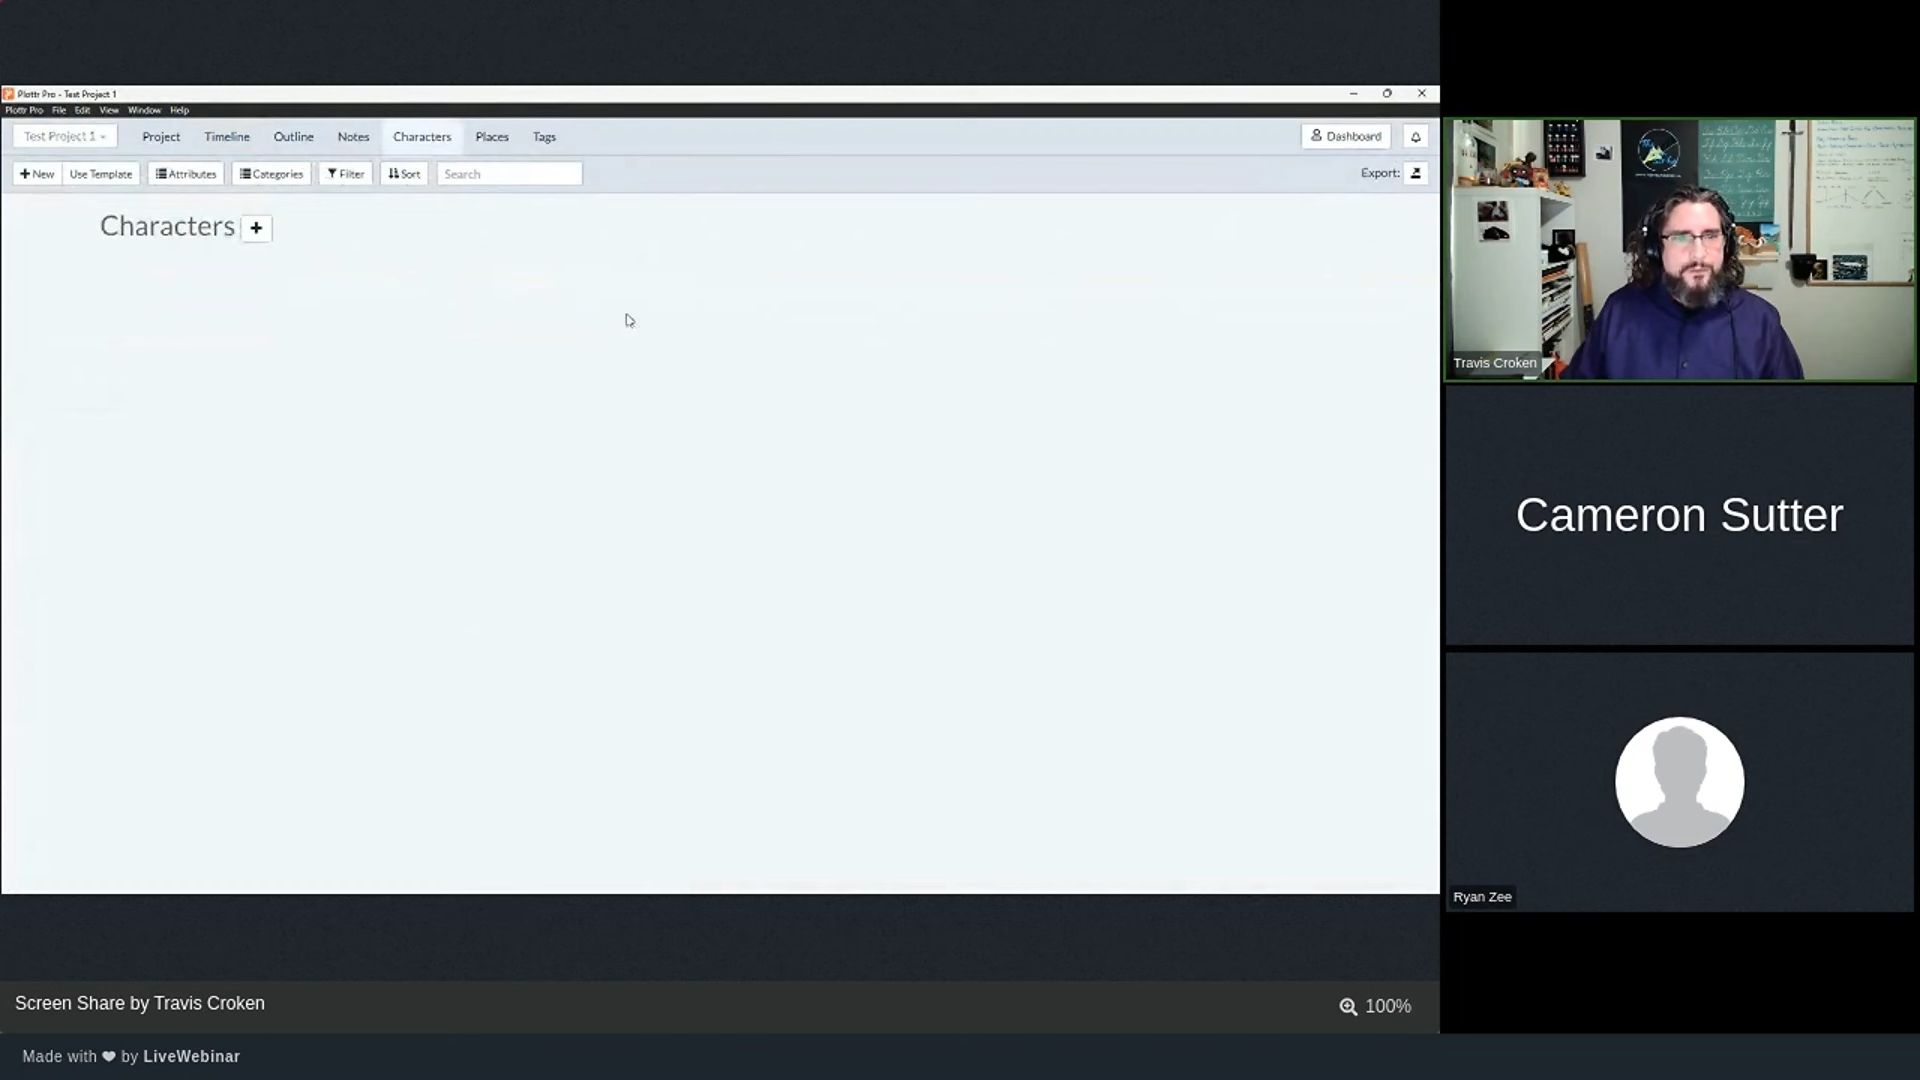 Plottr Pro - Test Project 1
Plottr Pro File Edit View Window Help
Test Project 1 Project Timeline Outline Notes Characters Places Tags Dashboard
New Use Template Attributes Categories Filter Sort Search Export:
Characters +
Travis Croken
Cameron Sutter
Ryan Zee
Screen Share by Travis Croken
100%
Made with ❤ by LiveWebinar